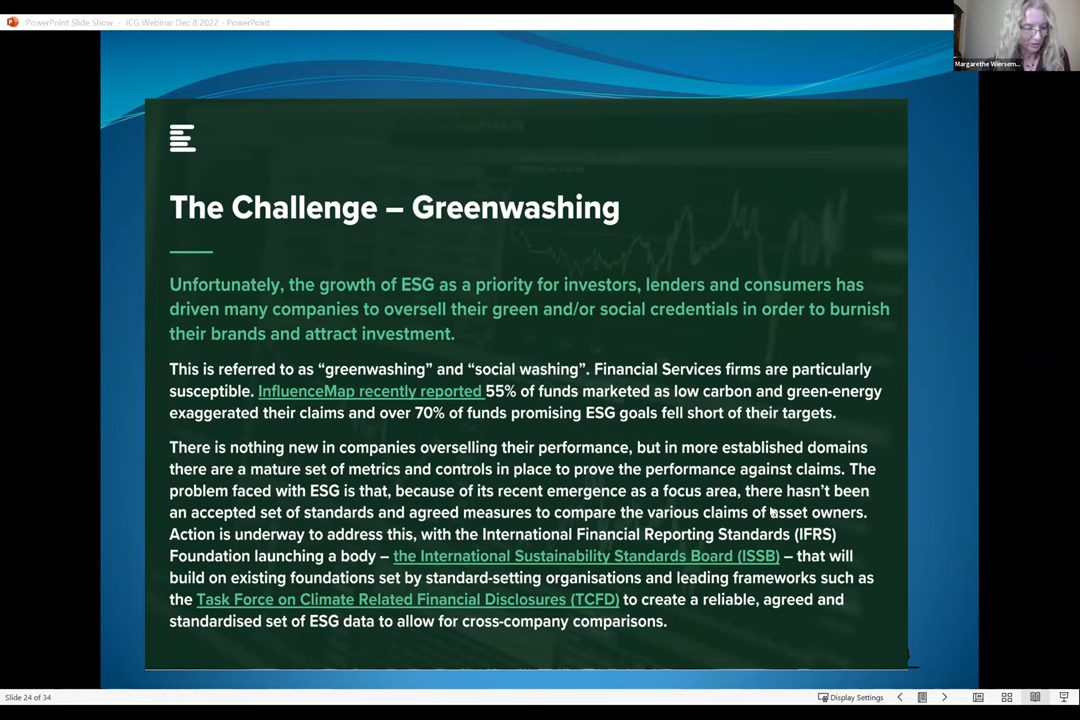 PowerPoint Slide Show - ICG Webinar Dec 8 2022 - PowerPoint
Margarethe Wiersem...
The Challenge – Greenwashing
Unfortunately, the growth of ESG as a priority for investors, lenders and consumers has
driven many companies to oversell their green and/or social credentials in order to burnish
their brands and attract investment.
This is referred to as “greenwashing” and “social washing”. Financial Services firms are particularly
susceptible. InfluenceMap recently reported 55% of funds marketed as low carbon and green-energy
exaggerated their claims and over 70% of funds promising ESG goals fell short of their targets.
There is nothing new in companies overselling their performance, but in more established domains
there are a mature set of metrics and controls in place to prove the performance against claims. The
problem faced with ESG is that, because of its recent emergence as a focus area, there hasn’t been
an accepted set of standards and agreed measures to compare the various claims of asset owners.
Action is underway to address this, with the International Financial Reporting Standards (IFRS)
Foundation launching a body – the International Sustainability Standards Board (ISSB) – that will
build on existing foundations set by standard-setting organisations and leading frameworks such as
the Task Force on Climate Related Financial Disclosures (TCFD) to create a reliable, agreed and
standardised set of ESG data to allow for cross-company comparisons.
Slide 24 of 34
Display Settings